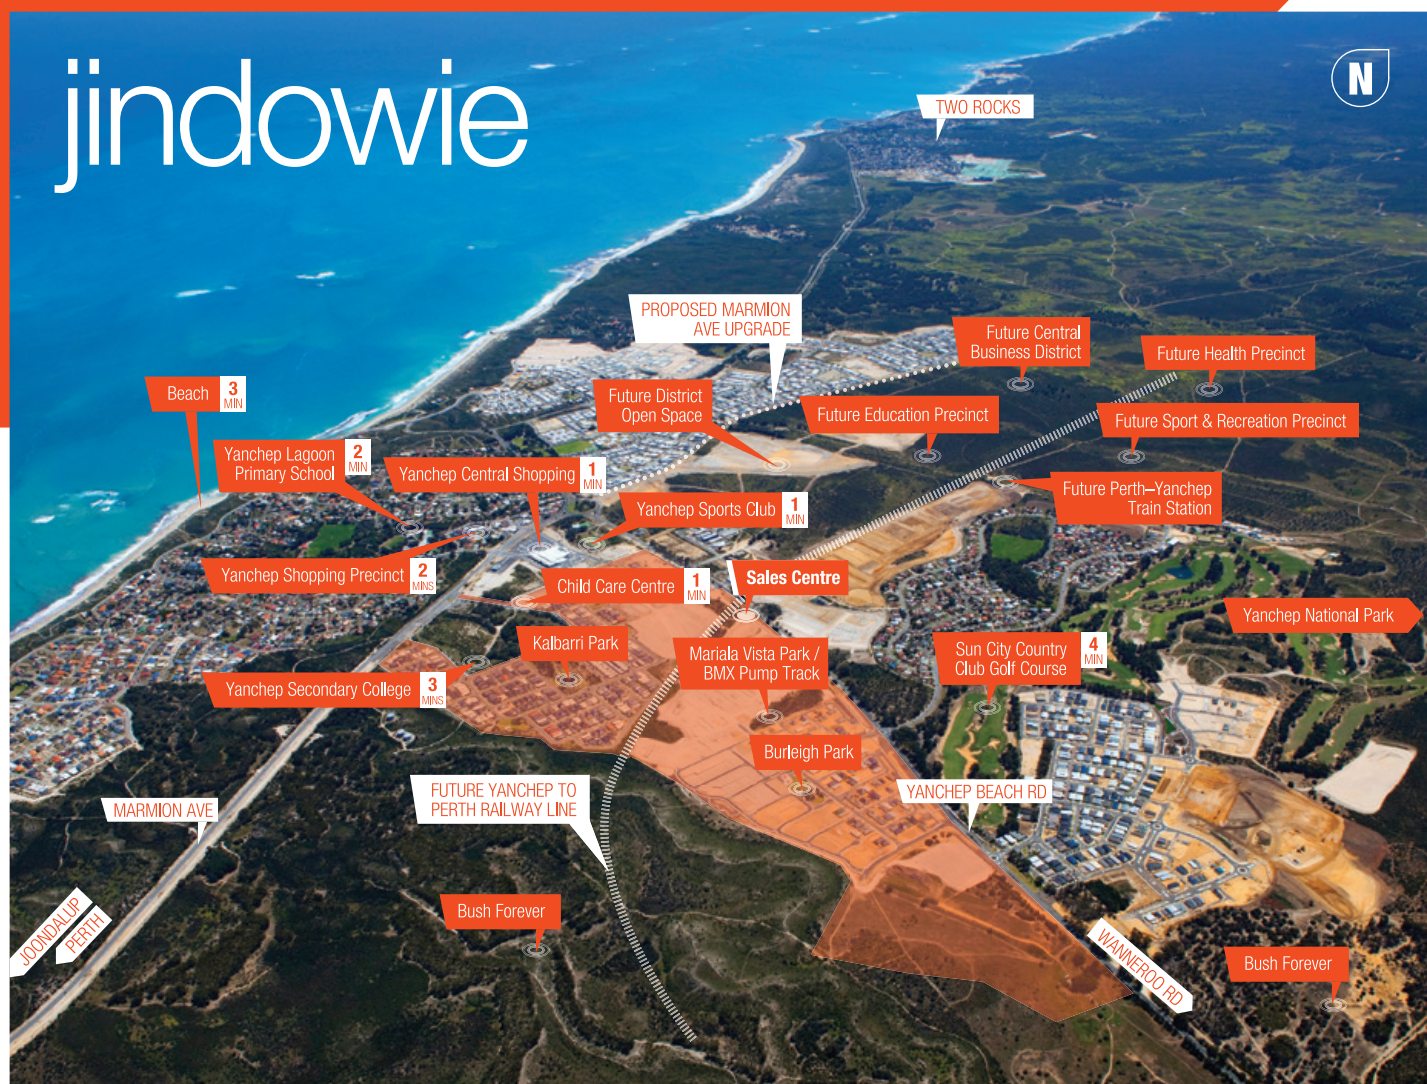 jindowie
N
TWO ROCKS
PROPOSED MARMION
AVE UPGRADE
Future Central
Business District
Future Health Precinct
Beach 3 MIN
Future District
Open Space
Future Education Precinct
Future Sport & Recreation Precinct
Yanchep Lagoon
Primary School
2 MIN
Yanchep Central Shopping 1 MIN
Future Perth–Yanchep
Train Station
Yanchep Sports Club 1 MIN
Yanchep Shopping Precinct 2 MINS
Child Care Centre 1 MIN
Sales Centre
Yanchep National Park
Kalbarri Park
Mariala Vista Park /
BMX Pump Track
Sun City Country
Club Golf Course
4 MIN
Yanchep Secondary College 3 MINS
Burleigh Park
FUTURE YANCHEP TO
PERTH RAILWAY LINE
YANCHEP BEACH RD
MARMION AVE
Bush Forever
JOONDALUP
PERTH
WANNEROO RD
Bush Forever